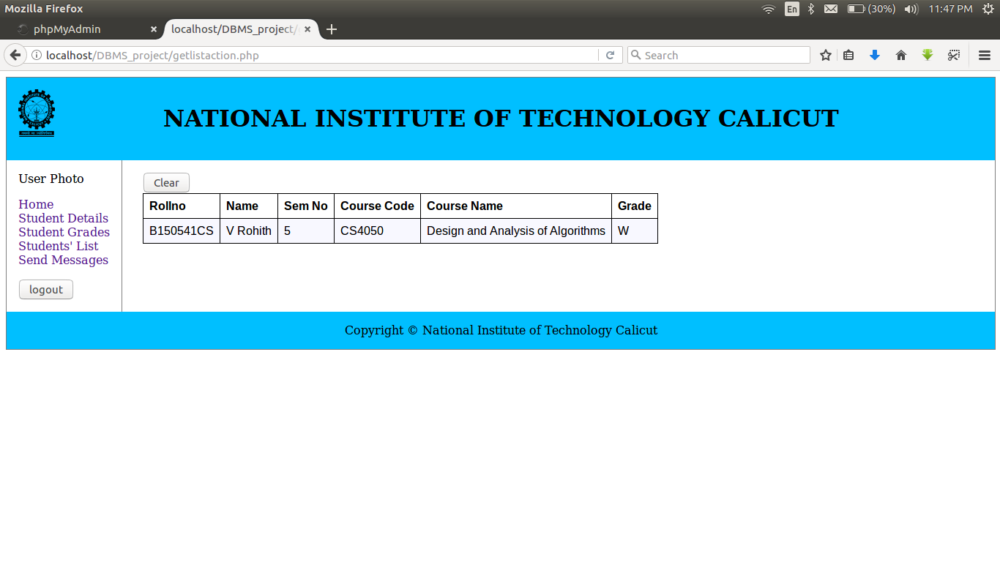 Mozilla Firefox
En (30%) 11:47 PM
phpMyAdmin × localhost/DBMS_project/ × +
localhost/DBMS_project/getlistaction.php Search
NATIONAL INSTITUTE OF TECHNOLOGY CALICUT
User Photo
Home
Student Details
Student Grades
Students' List
Send Messages
logout
Clear
Rollno Name Sem No Course Code Course Name Grade
B150541CS V Rohith 5 CS4050 Design and Analysis of Algorithms W
Copyright © National Institute of Technology Calicut